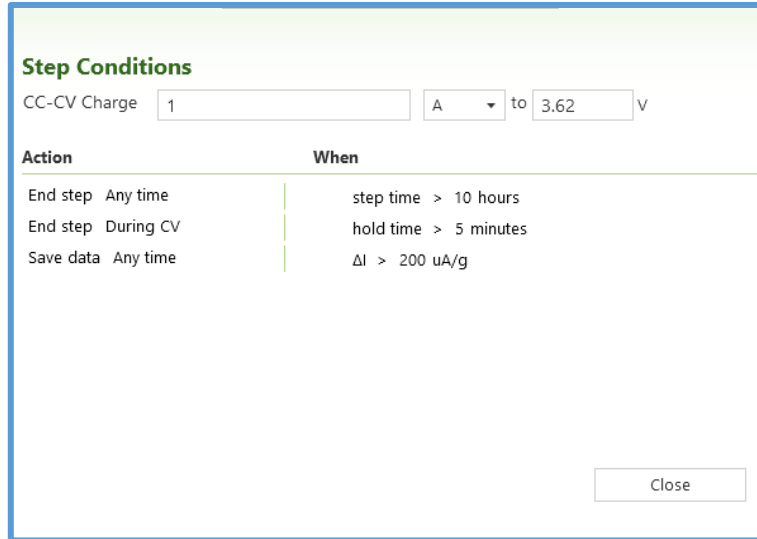 Step Conditions
CC-CV Charge 1 A to 3.62 V
Action When
End step Any time step time > 10 hours
End step During CV hold time > 5 minutes
Save data Any time ΔI > 200 uA/g
Close